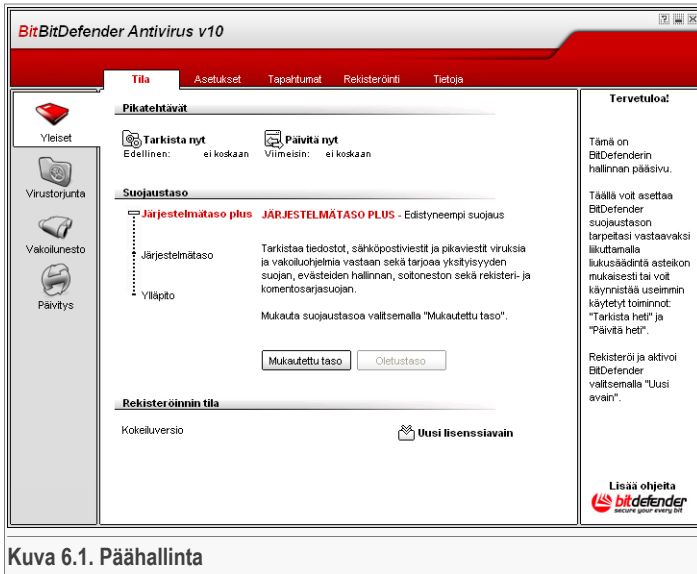 BitBitDefender Antivirus v10
Tila Asetukset Tapahtumat Rekisteröinti Tietoja
Yleiset
Virustorjunta
Vakoilunesto
Päivitys
Pikatehtävät
Tarkista nyt
Edellinen: ei koskaan
Päivitä nyt
Viimeisin: ei koskaan
Suojaustaso
Järjestelmätaso plus
Järjestelmätaso
Ylläpito
JÄRJESTELMÄTASO PLUS - Edistyneempi suojaus
Tarkistaa tiedostot, sähköpostiviestit ja pikaviestit viruksia
ja vakoiluohjelmia vastaan sekä tarjoaa yksityisyyden
suojan, evästeiden hallinnan, soitoneston sekä rekisteri- ja
komentosarjasuojan.
Mukauta suojaustasoa valitsemalla "Mukautettu taso".
Mukautettu taso Oletustaso
Rekisteröinnin tila
Kokeiluversio
Uusi lisenssiavain
Tervetuloa!
Tämä on
BitDefenderin
hallinnan pääsivu.
Täällä voit asettaa
BitDefender
suojaustason
tarpeitasi vastaavaksi
liikuttamalla
liukusäädintä asteikon
mukaisesti tai voit
käynnistää useimmin
käytetyt toiminnot:
"Tarkista heti" ja
"Päivitä heti".
Rekisteröi ja aktivoi
BitDefender
valitsemalla "Uusi
avain".
Lisää ohjeita
bitdefender
secure your every bit
Kuva 6.1. Päähallinta